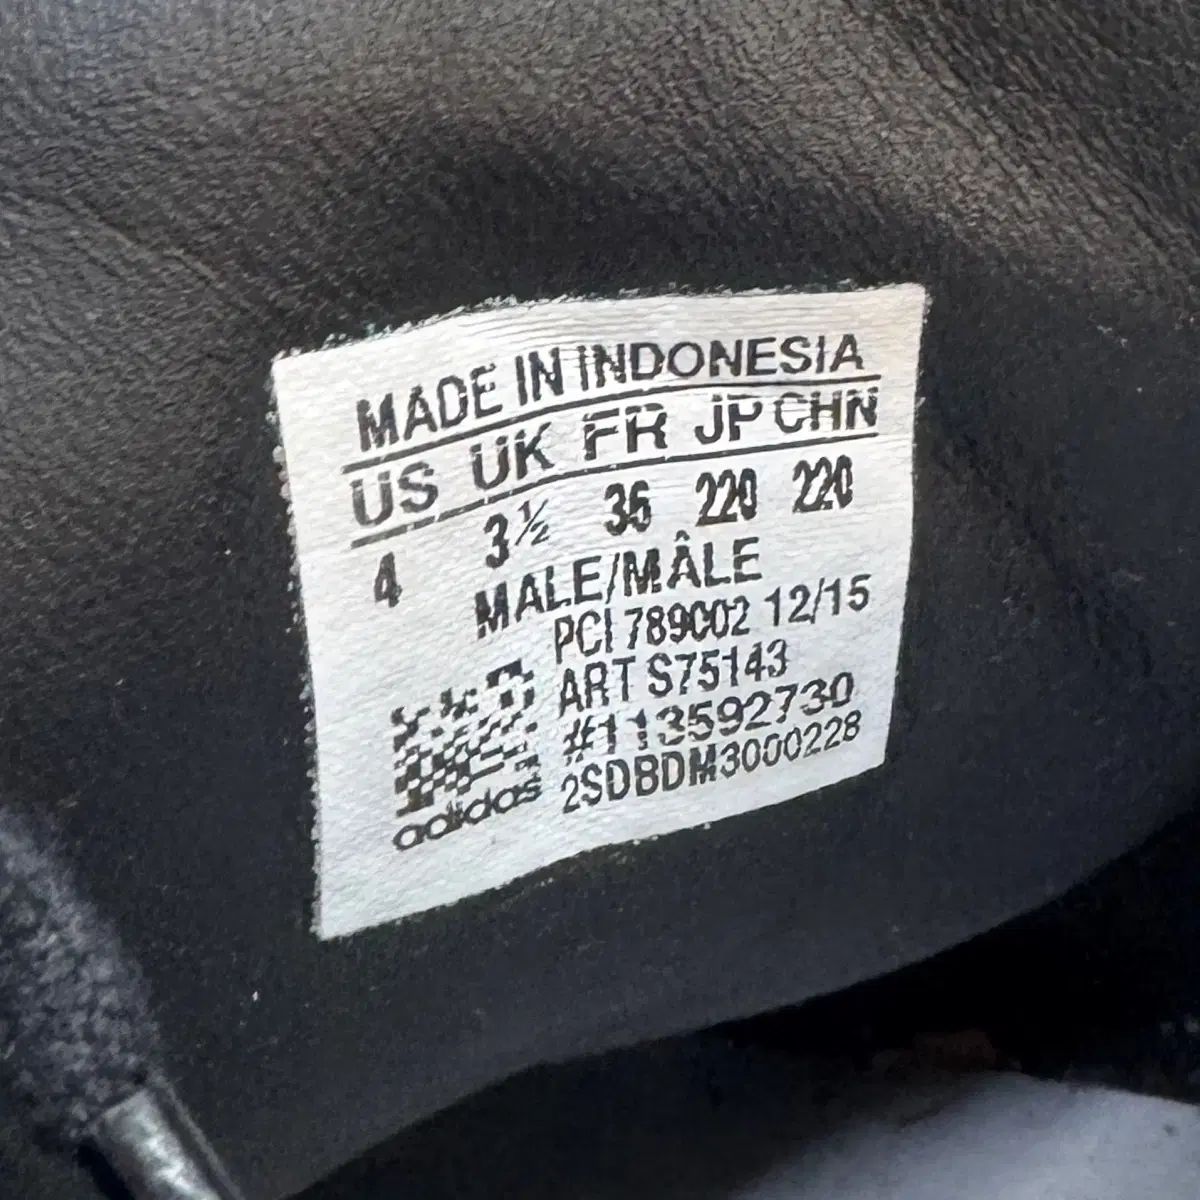 MADE IN INDONESIA
US UK FR JP CHN
4 3½ 36 220 220
MALE/MÂLE
PCI 789002 12/15
ART S75143
#113592730
adidas 2SDBDM3000228